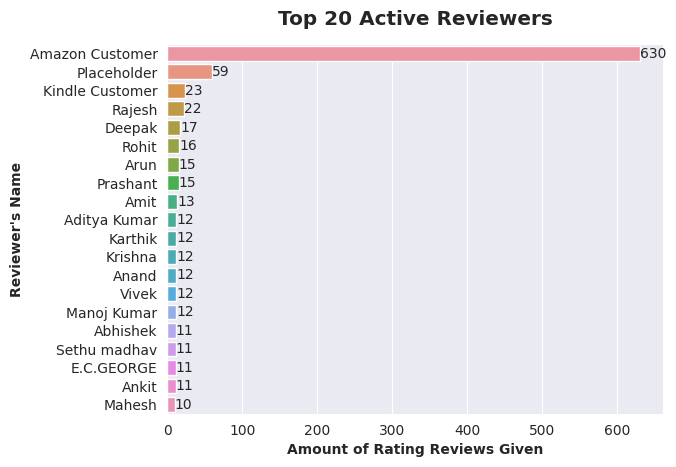 Top 20 Active Reviewers
Amazon Customer 630
Placeholder 59
Kindle Customer 23
Rajesh 22
Deepak 17
Rohit 16
Arun 15
Prashant 15
Amit 13
Aditya Kumar 12
Karthik 12
Krishna 12
Anand 12
Vivek 12
Manoj Kumar 12
Abhishek 11
Sethu madhav 11
E.C.GEORGE 11
Ankit 11
Mahesh 10
Reviewer's Name
0 100 200 300 400 500 600
Amount of Rating Reviews Given